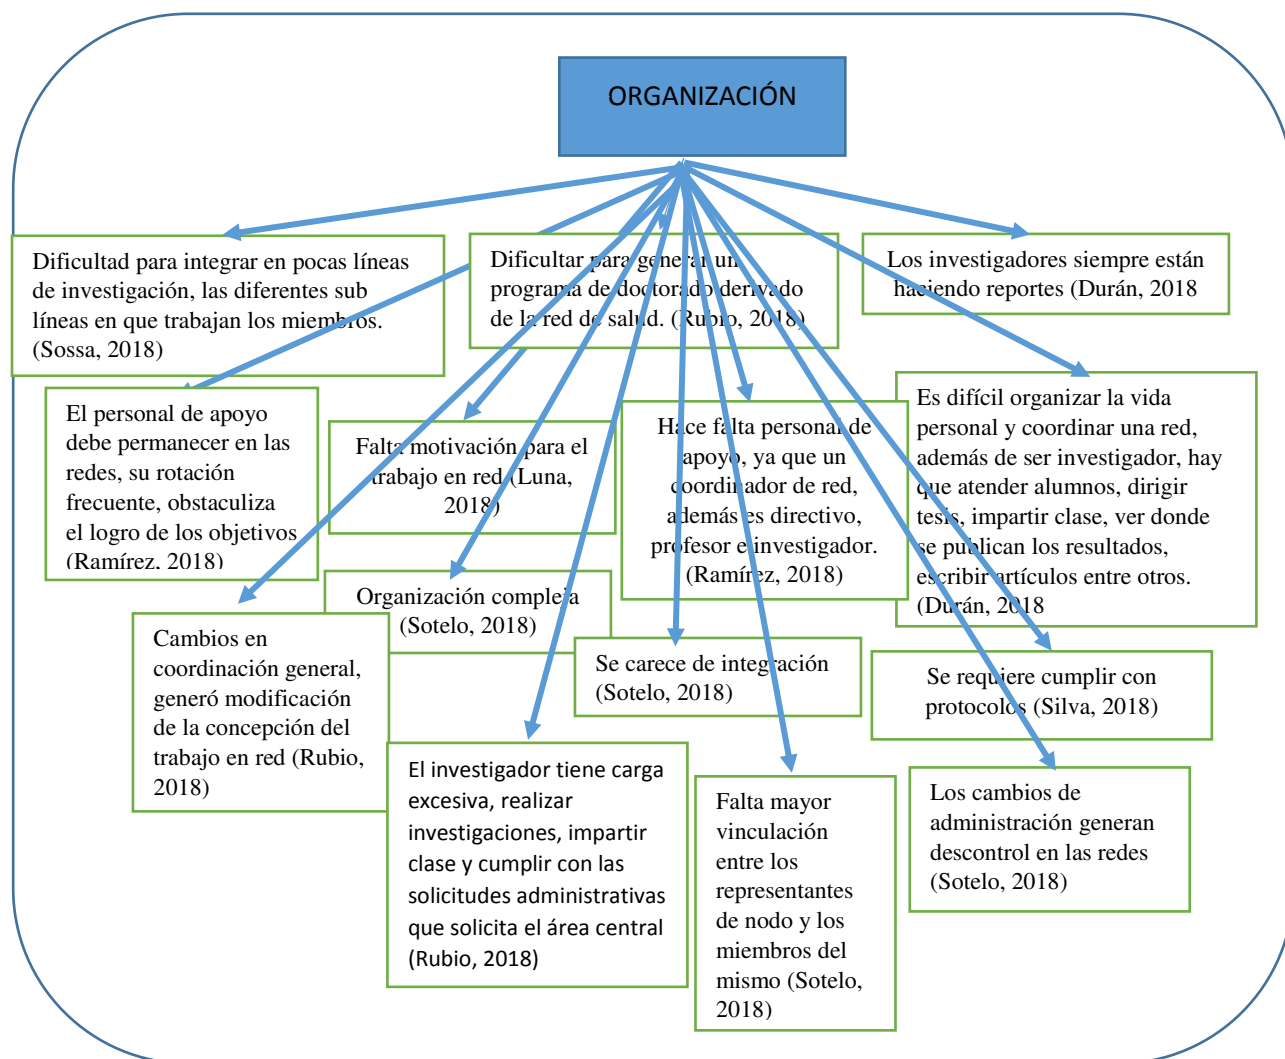 ORGANIZACIÓN
Dificultad para integrar en pocas líneas
de investigación, las diferentes sub
líneas en que trabajan los miembros.
(Sossa, 2018)
Dificultar para generar un
programa de doctorado derivado
de la red de salud. (Rubio, 2018)
Los investigadores siempre están
haciendo reportes (Durán, 2018
El personal de apoyo
debe permanecer en las
redes, su rotación
frecuente, obstaculiza
el logro de los objetivos
(Ramírez, 2018)
Falta motivación para el
trabajo en red (Luna,
2018)
Hace falta personal de
apoyo, ya que un
coordinador de red,
además es directivo,
profesor e investigador.
(Ramírez, 2018)
Es difícil organizar la vida
personal y coordinar una red,
además de ser investigador, hay
que atender alumnos, dirigir
tesis, impartir clase, ver donde
se publican los resultados,
escribir artículos entre otros.
(Durán, 2018
Organización compleja
(Sotelo, 2018)
Cambios en
coordinación general,
generó modificación
de la concepción del
trabajo en red (Rubio,
2018)
Se carece de integración
(Sotelo, 2018)
Se requiere cumplir con
protocolos (Silva, 2018)
El investigador tiene carga
excesiva, realizar
investigaciones, impartir
clase y cumplir con las
solicitudes administrativas
que solicita el área central
(Rubio, 2018)
Falta mayor
vinculación
entre los
representantes
de nodo y los
miembros del
mismo (Sotelo,
2018)
Los cambios de
administración generan
descontrol en las redes
(Sotelo, 2018)